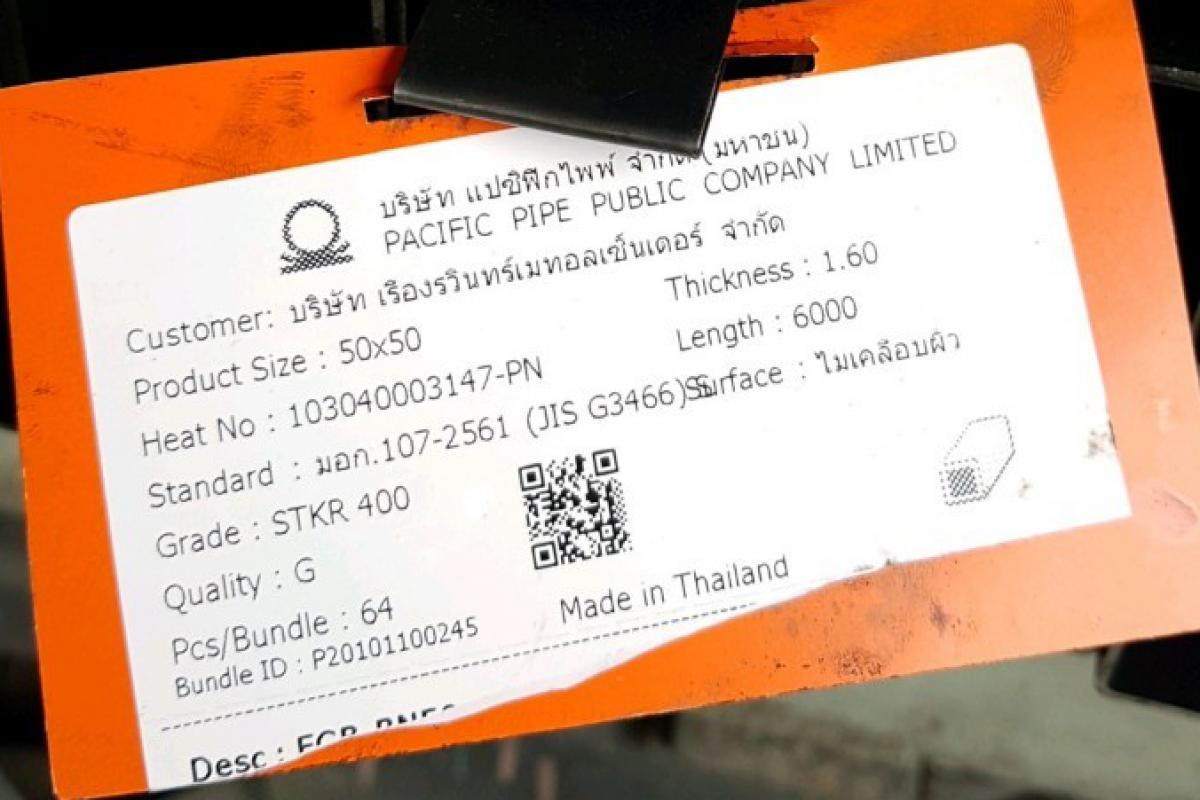 บริษัท แปซิฟิกไพพ์ จำกัด (มหาชน)
PACIFIC PIPE PUBLIC COMPANY LIMITED
Customer: บริษัท เรืองรวินทร์เมทอลเซ็นเตอร์ จำกัด
Product Size : 50x50
Thickness : 1.60
Heat No : 103040003147-PN
Length : 6000
Standard : มอก.107-2561 (JIS G3466)
Surface : ไม่เคลือบผิว
Grade : STKR 400
Quality : G
Pcs/Bundle : 64
Bundle ID : P20101100245
Made in Thailand
Desc :